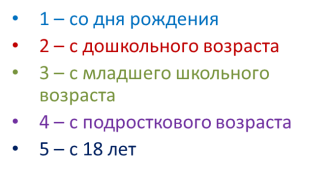 • 1 – со дня рождения
• 2 – с дошкольного возраста
• 3 – с младшего школьного
возраста
• 4 – с подросткового возраста
• 5 – с 18 лет